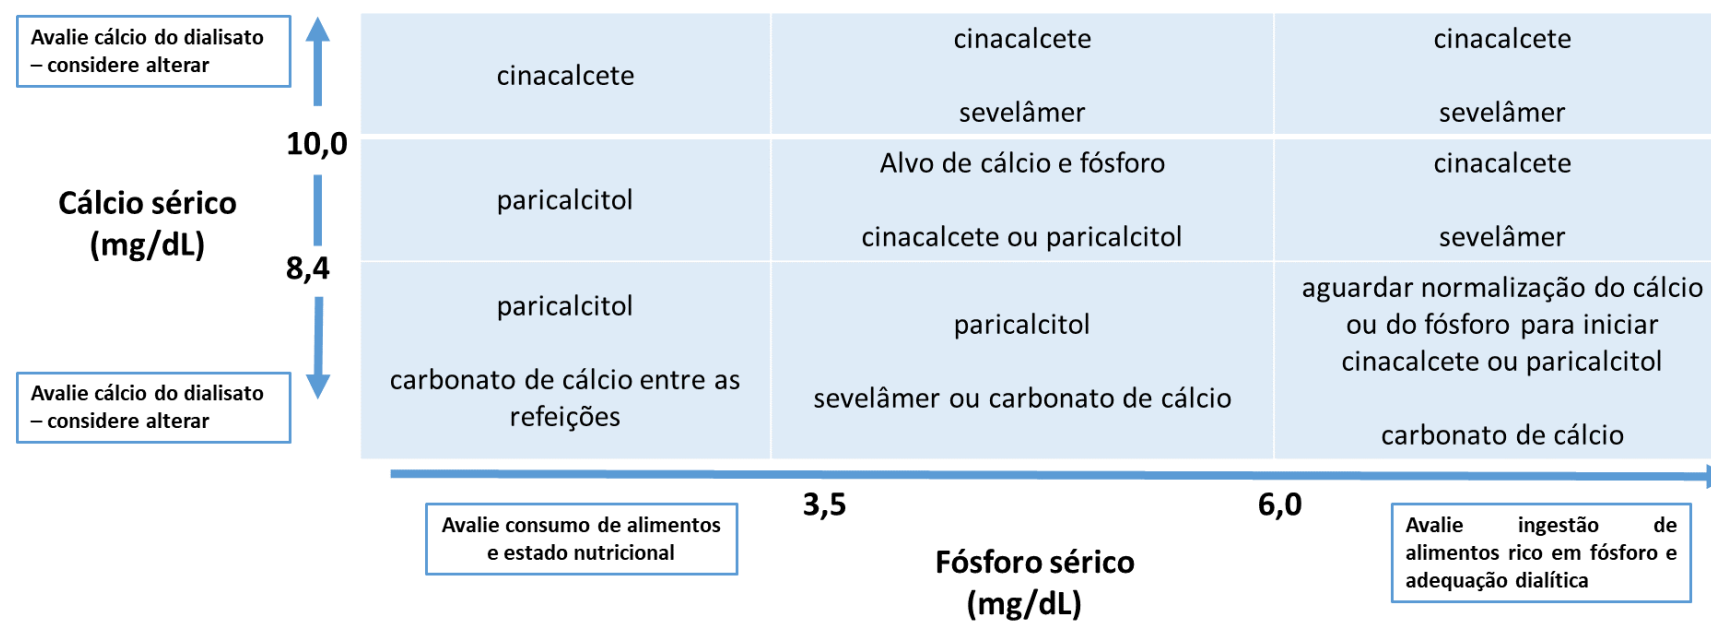 Avalie cálcio do dialisato
– considere alterar
cinacalcete
cinacalcete
sevelâmer
cinacalcete
sevelâmer
10,0
Cálcio sérico
(mg/dL)
8,4
paricalcitol
Alvo de cálcio e fósforo
cinacalcete ou paricalcitol
cinacalcete
sevelâmer
paricalcitol
carbonato de cálcio entre as
refeições
paricalcitol
sevelâmer ou carbonato de cálcio
aguardar normalização do cálcio
ou do fósforo para iniciar
cinacalcete ou paricalcitol
carbonato de cálcio
Avalie cálcio do dialisato
– considere alterar
3,5
6,0
Avalie consumo de alimentos
e estado nutricional
Fósforo sérico
(mg/dL)
Avalie ingestão de
alimentos rico em fósforo e
adequação dialítica